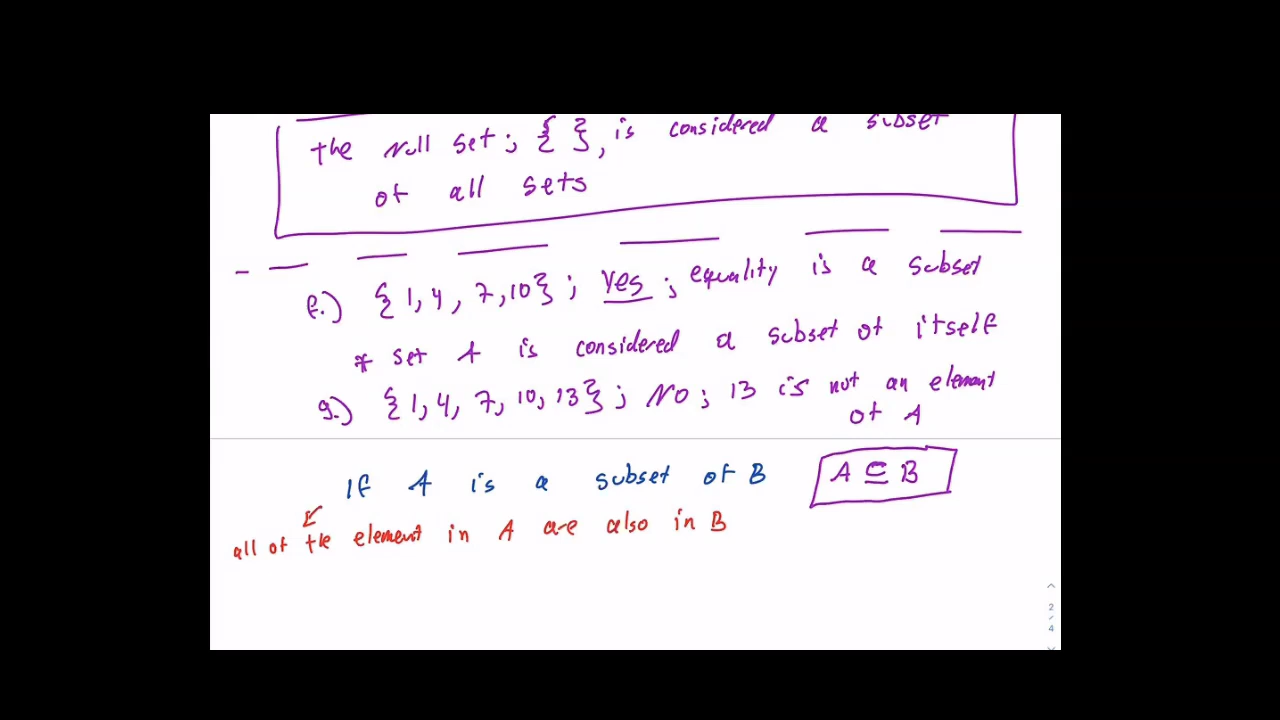 the Null set; { }, is considered a subset
of all sets
f.) {1, 4, 7, 10}; Yes; equality is a subset
* set A is considered a subset of itself
g.) {1, 4, 7, 10, 13}; No; 13 is not an element
of A
If A is a subset of B A ⊆ B
all of the element in A are also in B
2
/
4